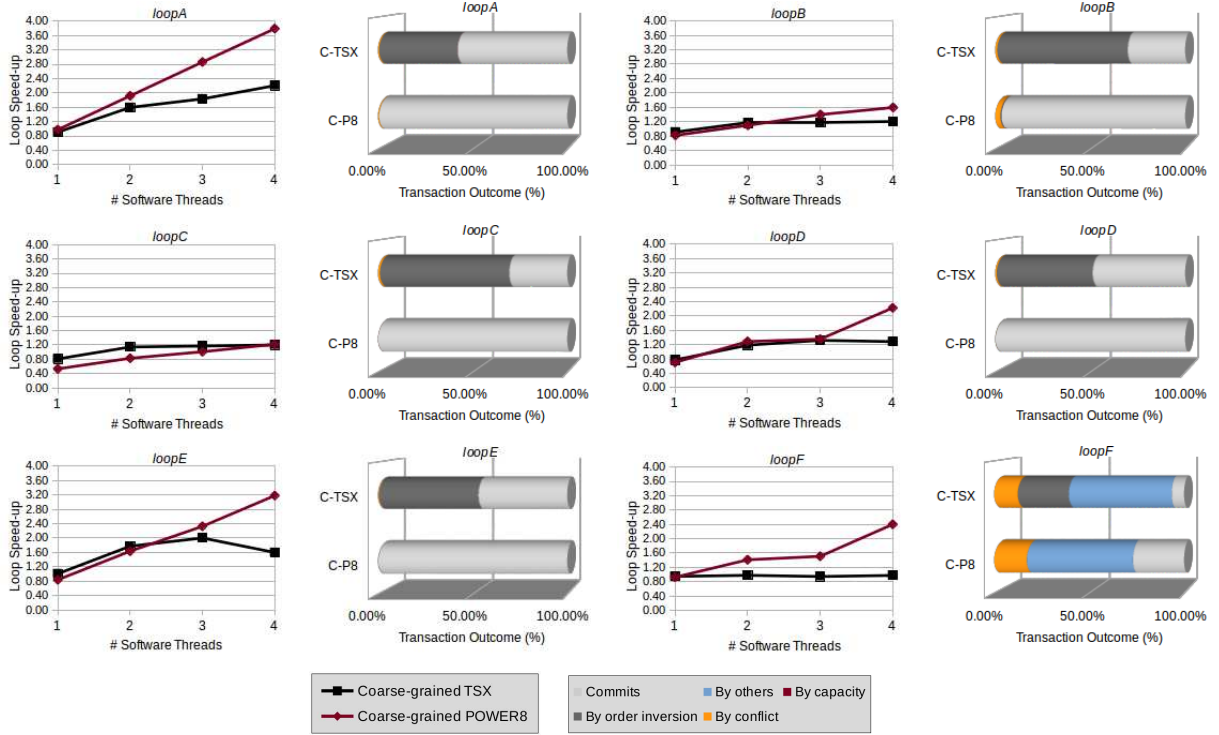 loopA
Loop Speed-up
4.00
3.60
3.20
2.80
2.40
2.00
1.60
1.20
0.80
0.40
0.00
1 2 3 4
# Software Threads
loopA
C-TSX
C-P8
0.00% 50.00% 100.00%
Transaction Outcome (%)
loopB
Loop Speed-up
4.00
3.60
3.20
2.80
2.40
2.00
1.60
1.20
0.80
0.40
0.00
1 2 3 4
# Software Threads
loopB
C-TSX
C-P8
0.00% 50.00% 100.00%
Transaction Outcome (%)
loopC
Loop Speed-up
4.00
3.60
3.20
2.80
2.40
2.00
1.60
1.20
0.80
0.40
0.00
1 2 3 4
# Software Threads
loopC
C-TSX
C-P8
0.00% 50.00% 100.00%
Transaction Outcome (%)
loopD
Loop Speed-up
4.00
3.60
3.20
2.80
2.40
2.00
1.60
1.20
0.80
0.40
0.00
1 2 3 4
# Software Threads
loopD
C-TSX
C-P8
0.00% 50.00% 100.00%
Transaction Outcome (%)
loopE
Loop Speed-up
4.00
3.60
3.20
2.80
2.40
2.00
1.60
1.20
0.80
0.40
0.00
1 2 3 4
# Software Threads
loopE
C-TSX
C-P8
0.00% 50.00% 100.00%
Transaction Outcome (%)
loopF
Loop Speed-up
4.00
3.60
3.20
2.80
2.40
2.00
1.60
1.20
0.80
0.40
0.00
1 2 3 4
# Software Threads
loopF
C-TSX
C-P8
0.00% 50.00% 100.00%
Transaction Outcome (%)
Coarse-grained TSX
Coarse-grained POWER8
Commits By others By capacity
By order inversion By conflict